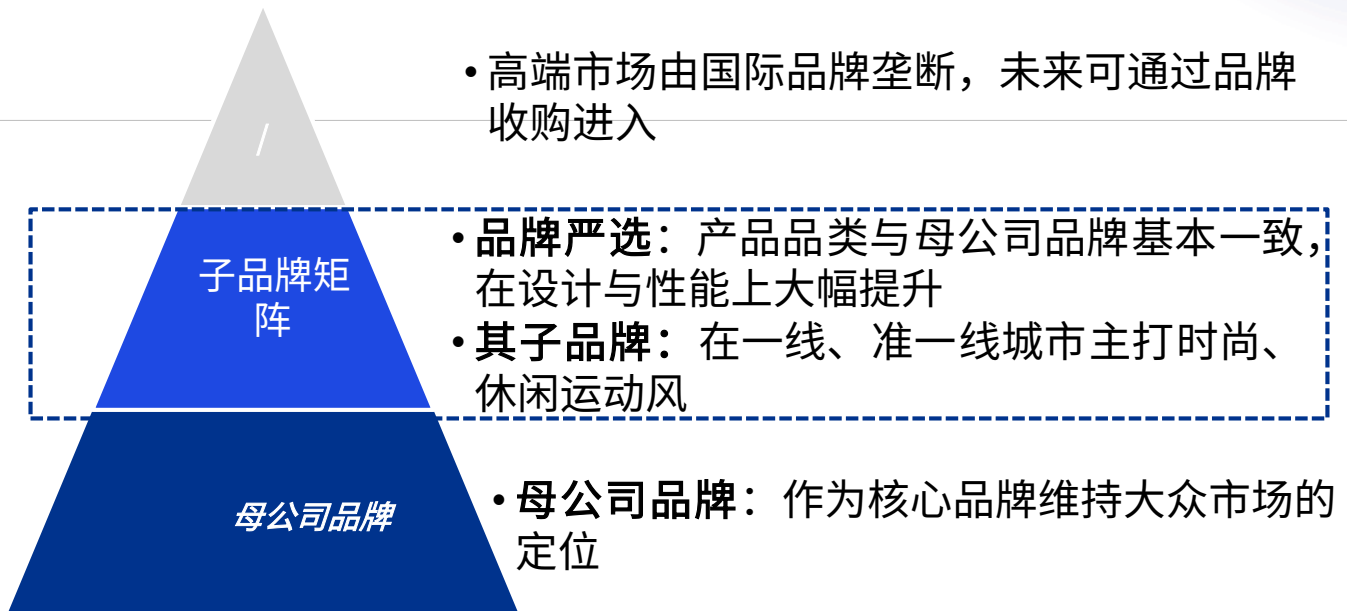 • 高端市场由国际品牌垄断，未来可通过品牌
收购进入
/
• 品牌严选：产品品类与母公司品牌基本一致，
在设计与性能上大幅提升
• 其子品牌：在一线、准一线城市主打时尚、
休闲运动风
子品牌矩
阵
• 母公司品牌：作为核心品牌维持大众市场的
定位
母公司品牌